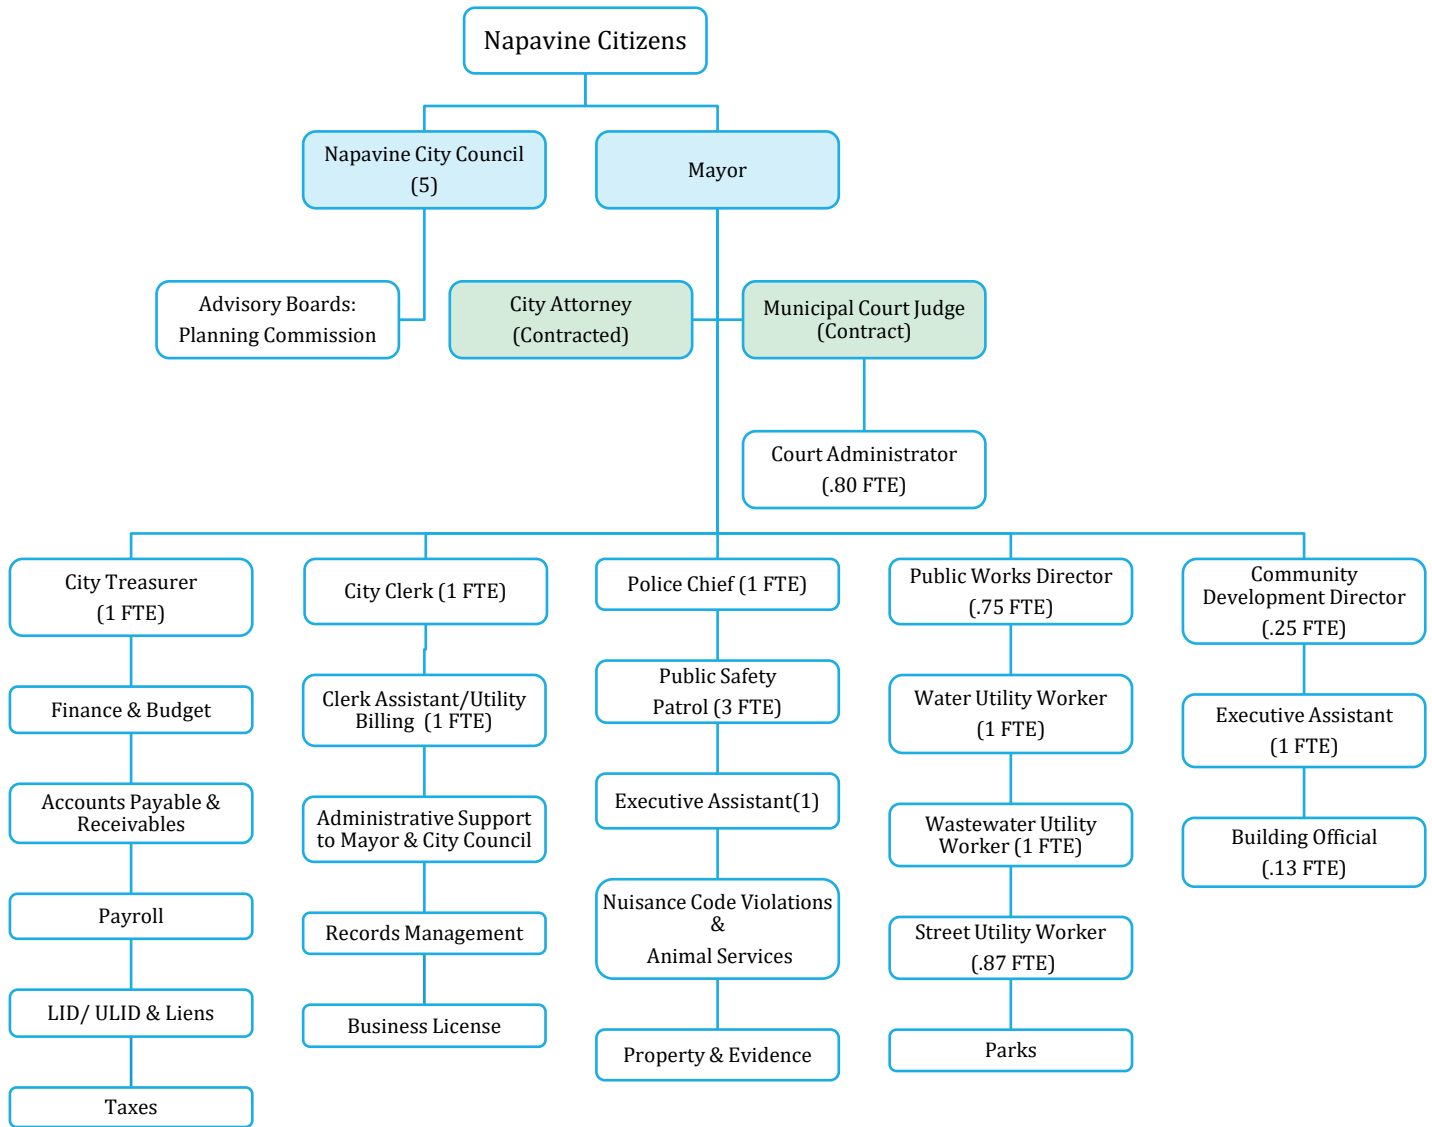 Napavine Citizens
Napavine City Council
(5)
Mayor
Advisory Boards:
Planning Commission
City Attorney
(Contracted)
Municipal Court Judge
(Contract)
Court Administrator
(.80 FTE)
City Treasurer
(1 FTE)
Finance & Budget
Accounts Payable &
Receivables
Payroll
LID/ ULID & Liens
Taxes
City Clerk (1 FTE)
Clerk Assistant/Utility
Billing (1 FTE)
Administrative Support
to Mayor & City Council
Records Management
Business License
Police Chief (1 FTE)
Public Safety
Patrol (3 FTE)
Executive Assistant(1)
Nuisance Code Violations
&
Animal Services
Property & Evidence
Public Works Director
(.75 FTE)
Water Utility Worker
(1 FTE)
Wastewater Utility
Worker (1 FTE)
Street Utility Worker
(.87 FTE)
Parks
Community
Development Director
(.25 FTE)
Executive Assistant
(1 FTE)
Building Official
(.13 FTE)